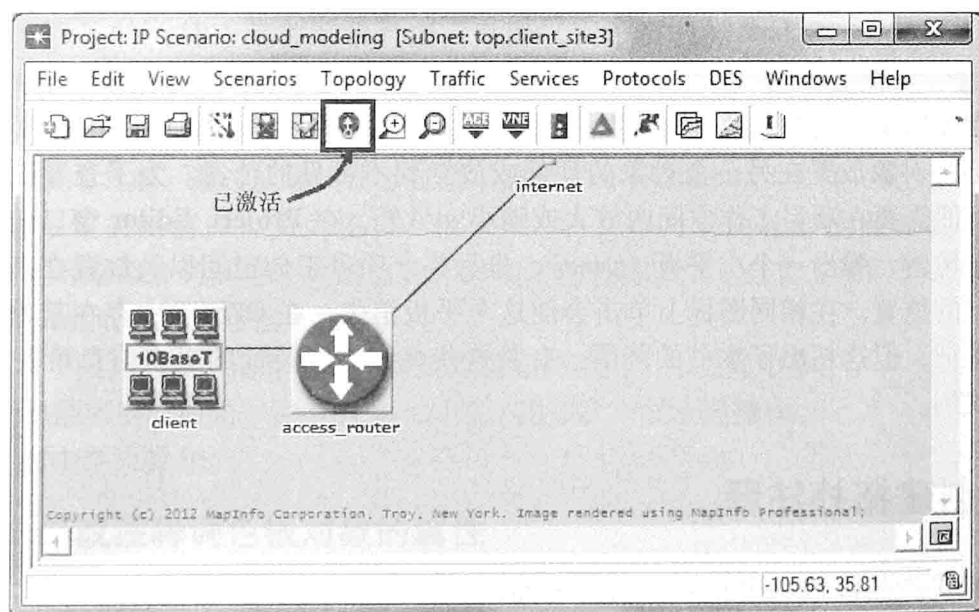 Project: IP Scenario: cloud_modeling [Subnet: top.client_site3]
File Edit View Scenarios Topology Traffic Services Protocols DES Windows Help
ACE VNE
internet
已激活
10BaseT
client
access_router
Copyright (c) 2012 MapInfo Corporation, Troy, New York. Image rendered using MapInfo Professional:
-105.63, 35.81